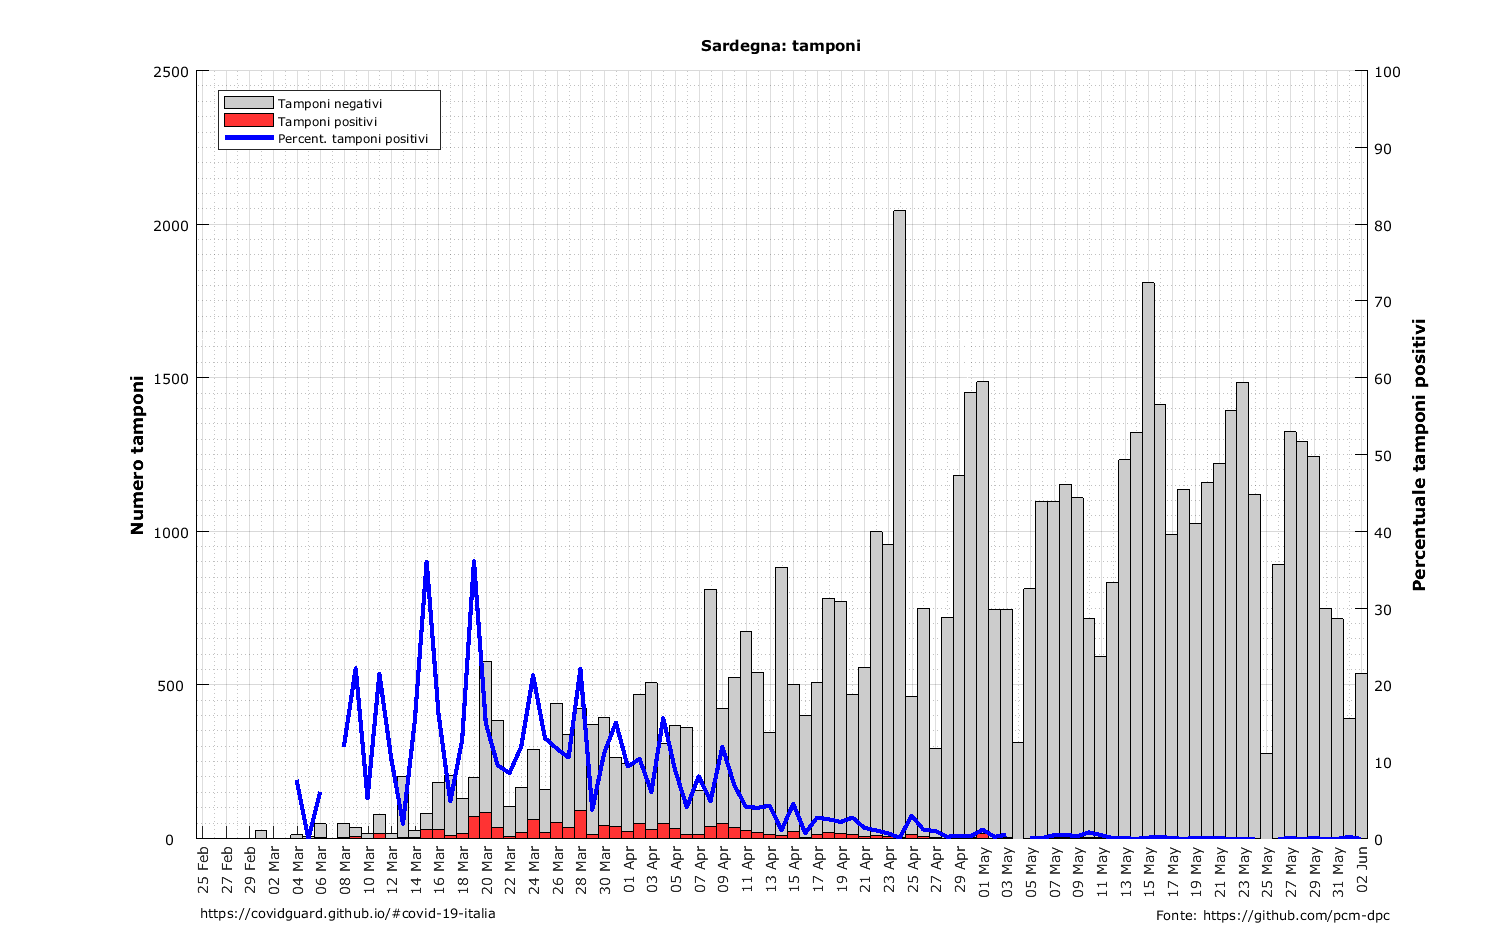 Sardegna: tamponi
2500
2000
1500
1000
500
0
Numero tamponi
Tamponi negativi
Tamponi positivi
Percent. tamponi positivi
100
90
80
70
60
50
40
30
20
10
0
Percentuale tamponi positivi
25 Feb
27 Feb
29 Feb
02 Mar
04 Mar
06 Mar
08 Mar
10 Mar
12 Mar
14 Mar
16 Mar
18 Mar
20 Mar
22 Mar
24 Mar
26 Mar
28 Mar
30 Mar
01 Apr
03 Apr
05 Apr
07 Apr
09 Apr
11 Apr
13 Apr
15 Apr
17 Apr
19 Apr
21 Apr
23 Apr
25 Apr
27 Apr
29 Apr
01 May
03 May
05 May
07 May
09 May
11 May
13 May
15 May
17 May
19 May
21 May
23 May
25 May
27 May
29 May
31 May
02 Jun
https://covidguard.github.io/#covid-19-italia
Fonte: https://github.com/pcm-dpc